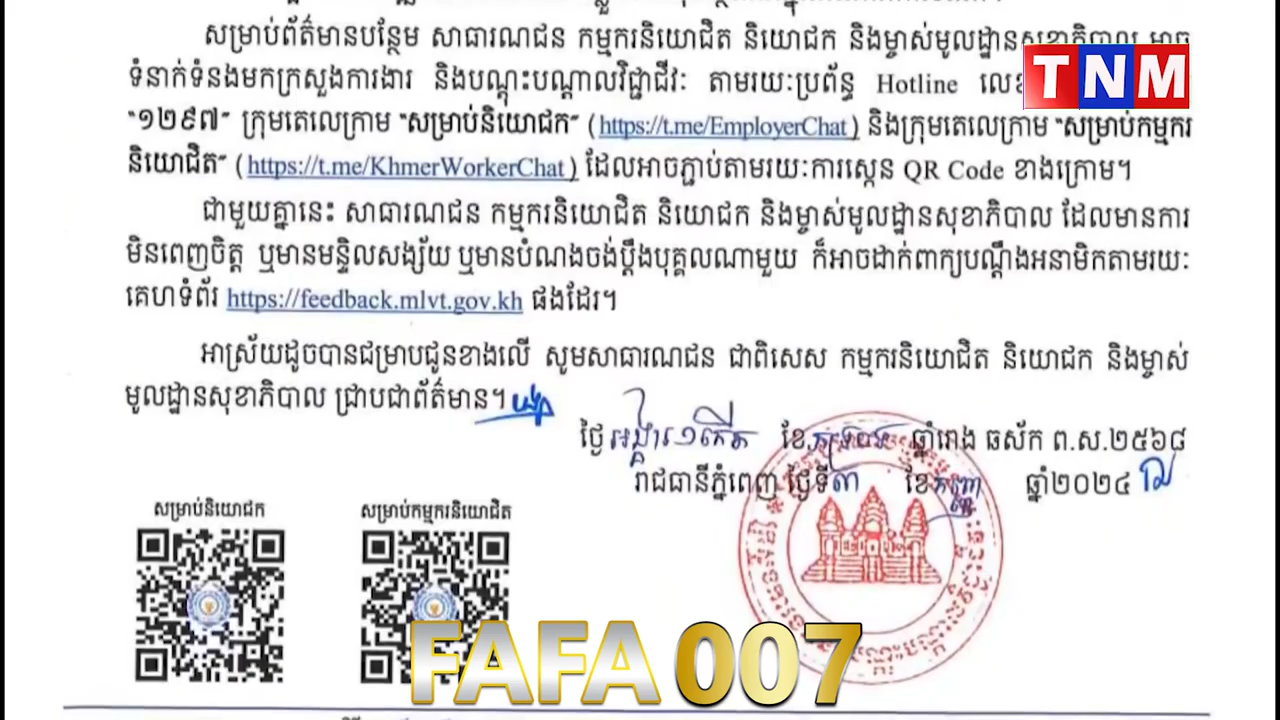 សម្រាប់ព័ត៌មានបន្ថែម សាធារណជន កម្មករនិយោជិត និយោជក និងម្ចាស់មូលដ្ឋានសុខាភិបាល អាច
ទំនាក់ទំនងមកក្រសួងការងារ និងបណ្តុះបណ្តាលវិជ្ជាជីវៈ តាមរយៈប្រព័ន្ធ Hotline លេខ
TNM
"១២៩៧" ក្រុមតេលេក្រាម "សម្រាប់និយោជក" (https://t.me/EmployerChat) និងក្រុមតេលេក្រាម "សម្រាប់កម្មករ
និយោជិត" (https://t.me/KhmerWorkerChat) ដែលអាចភ្ជាប់តាមរយៈការស្កេន QR Code ខាងក្រោម។
ជាមួយគ្នានេះ សាធារណជន កម្មករនិយោជិត និយោជក និងម្ចាស់មូលដ្ឋានសុខាភិបាល ដែលមានការ
មិនពេញចិត្ត ឬមានមន្ទិលសង្ស័យ ឬមានបំណងចង់ប្តឹងបុគ្គលណាមួយ ក៏អាចដាក់ពាក្យបណ្តឹងអនាមិកតាមរយៈ
គេហទំព័រ https://feedback.mlvt.gov.kh ផងដែរ។
អាស្រ័យដូចបានជម្រាបជូនខាងលើ សូមសាធារណជន ជាពិសេស កម្មករនិយោជិត និយោជក និងម្ចាស់
មូលដ្ឋានសុខាភិបាល ជ្រាបជាព័ត៌មាន។
ថ្ងៃអង្គារ ១កើត ខែភទ្របទ ឆ្នាំរោង ឆស័ក ព.ស.២៥៦៨
រាជធានីភ្នំពេញ ថ្ងៃទី៣ ខែកញ្ញា ឆ្នាំ២០២៤
សម្រាប់និយោជក
សម្រាប់កម្មករនិយោជិត
FAFA 007